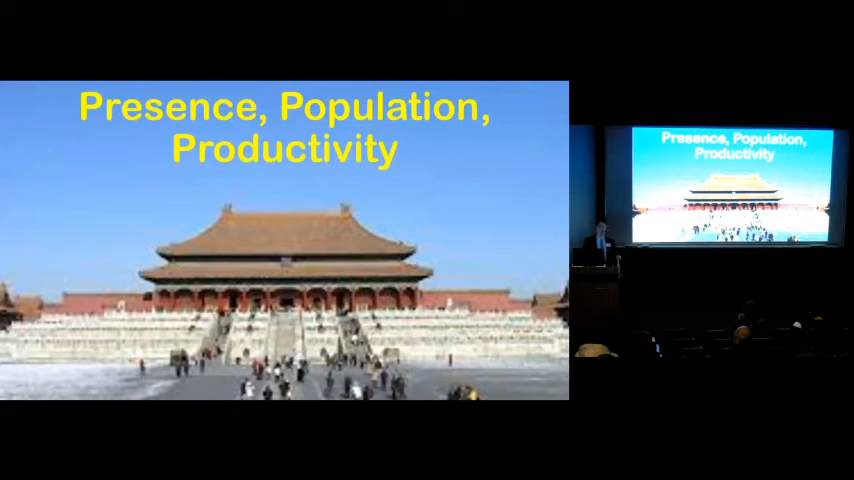 Presence, Population,
Productivity
Presence, Population,
Productivity